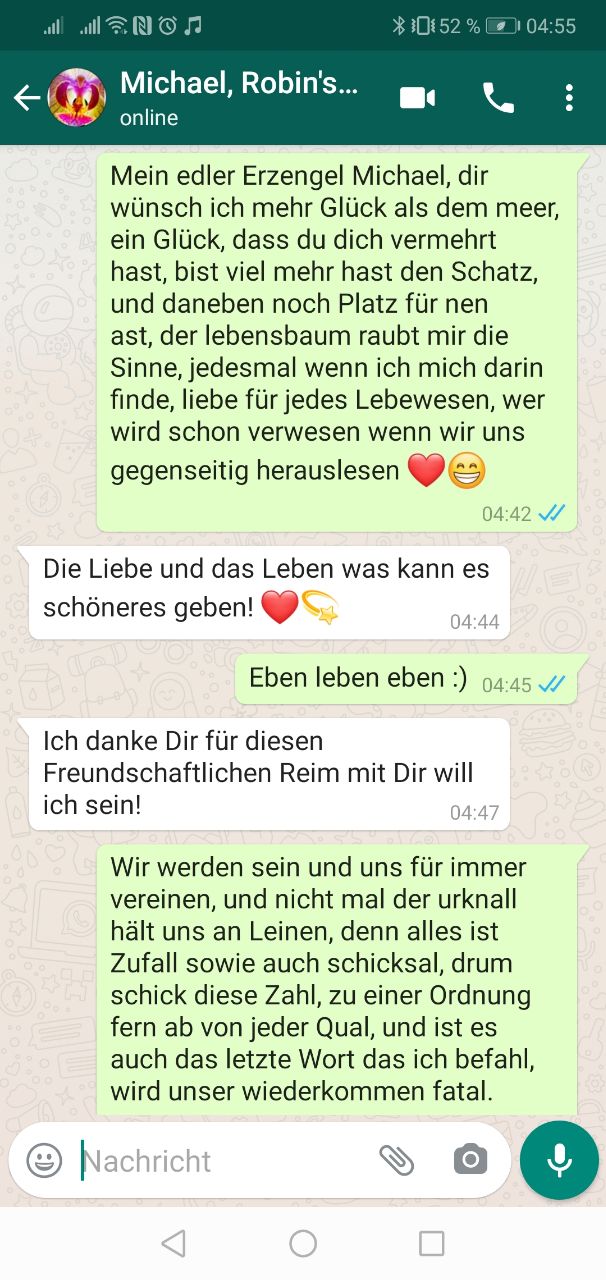 52 % 04:55
Michael, Robin's...
online
Mein edler Erzengel Michael, dir
wünsch ich mehr Glück als dem meer,
ein Glück, dass du dich vermehrt
hast, bist viel mehr hast den Schatz,
und daneben noch Platz für nen
ast, der lebensbaum raubt mir die
Sinne, jedesmal wenn ich mich darin
finde, liebe für jedes Lebewesen, wer
wird schon verwesen wenn wir uns
gegenseitig herauslesen ❤️😁
04:42
Die Liebe und das Leben was kann es
schöneres geben! ❤️💫
04:44
Eben leben eben :) 04:45
Ich danke Dir für diesen
Freundschaftlichen Reim mit Dir will
ich sein!
04:47
Wir werden sein und uns für immer
vereinen, und nicht mal der urknall
hält uns an Leinen, denn alles ist
Zufall sowie auch schicksal, drum
schick diese Zahl, zu einer Ordnung
fern ab von jeder Qual, und ist es
auch das letzte Wort das ich befahl,
wird unser wiederkommen fatal.
Nachricht